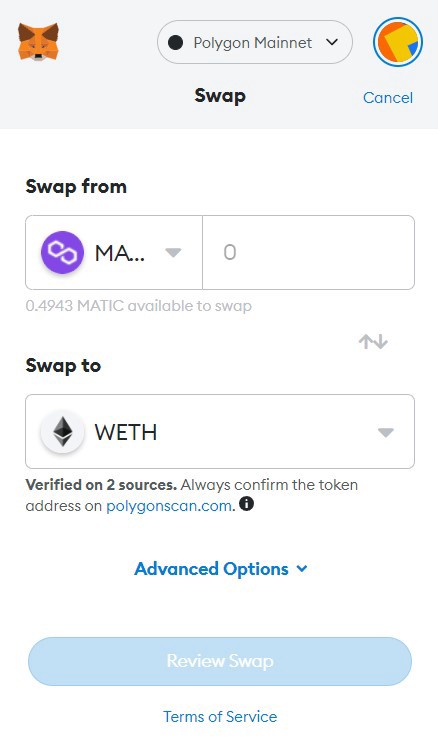 Polygon Mainnet
Swap
Cancel
Swap from
MA...
0
0.4943 MATIC available to swap
Swap to
WETH
Verified on 2 sources. Always confirm the token
address on polygonscan.com.
Advanced Options
Review Swap
Terms of Service